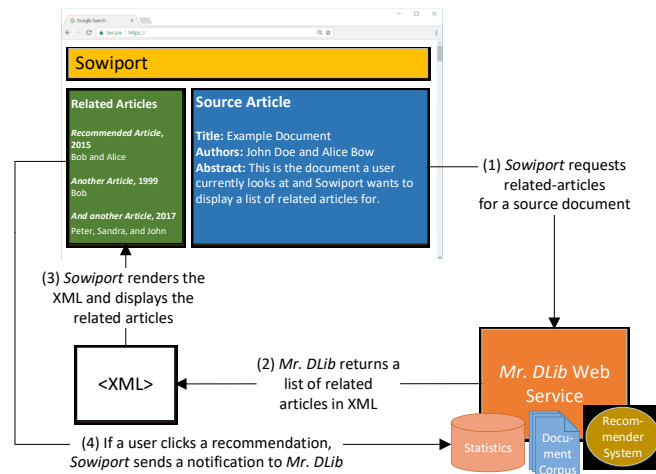 Google Search
Secure
https://
Sowiport
Related Articles
Recommended Article,
2015
Bob and Alice
Another Article, 1999
Bob
And another Article, 2017
Peter, Sandra, and John
Source Article
Title: Example Document
Authors: John Doe and Alice Bow
Abstract: This is the document a user
currently looks at and Sowiport wants to
display a list of related articles for.
(1) Sowiport requests
related-articles
for a source document
(3) Sowiport renders the
XML and displays the
related articles
<XML>
(2) Mr. DLib returns a
list of related
articles in XML
Mr. DLib Web
Service
Statistics
Docu-
ment
Corpus
Recom-
mender
System
(4) If a user clicks a recommendation,
Sowiport sends a notification to Mr. DLib